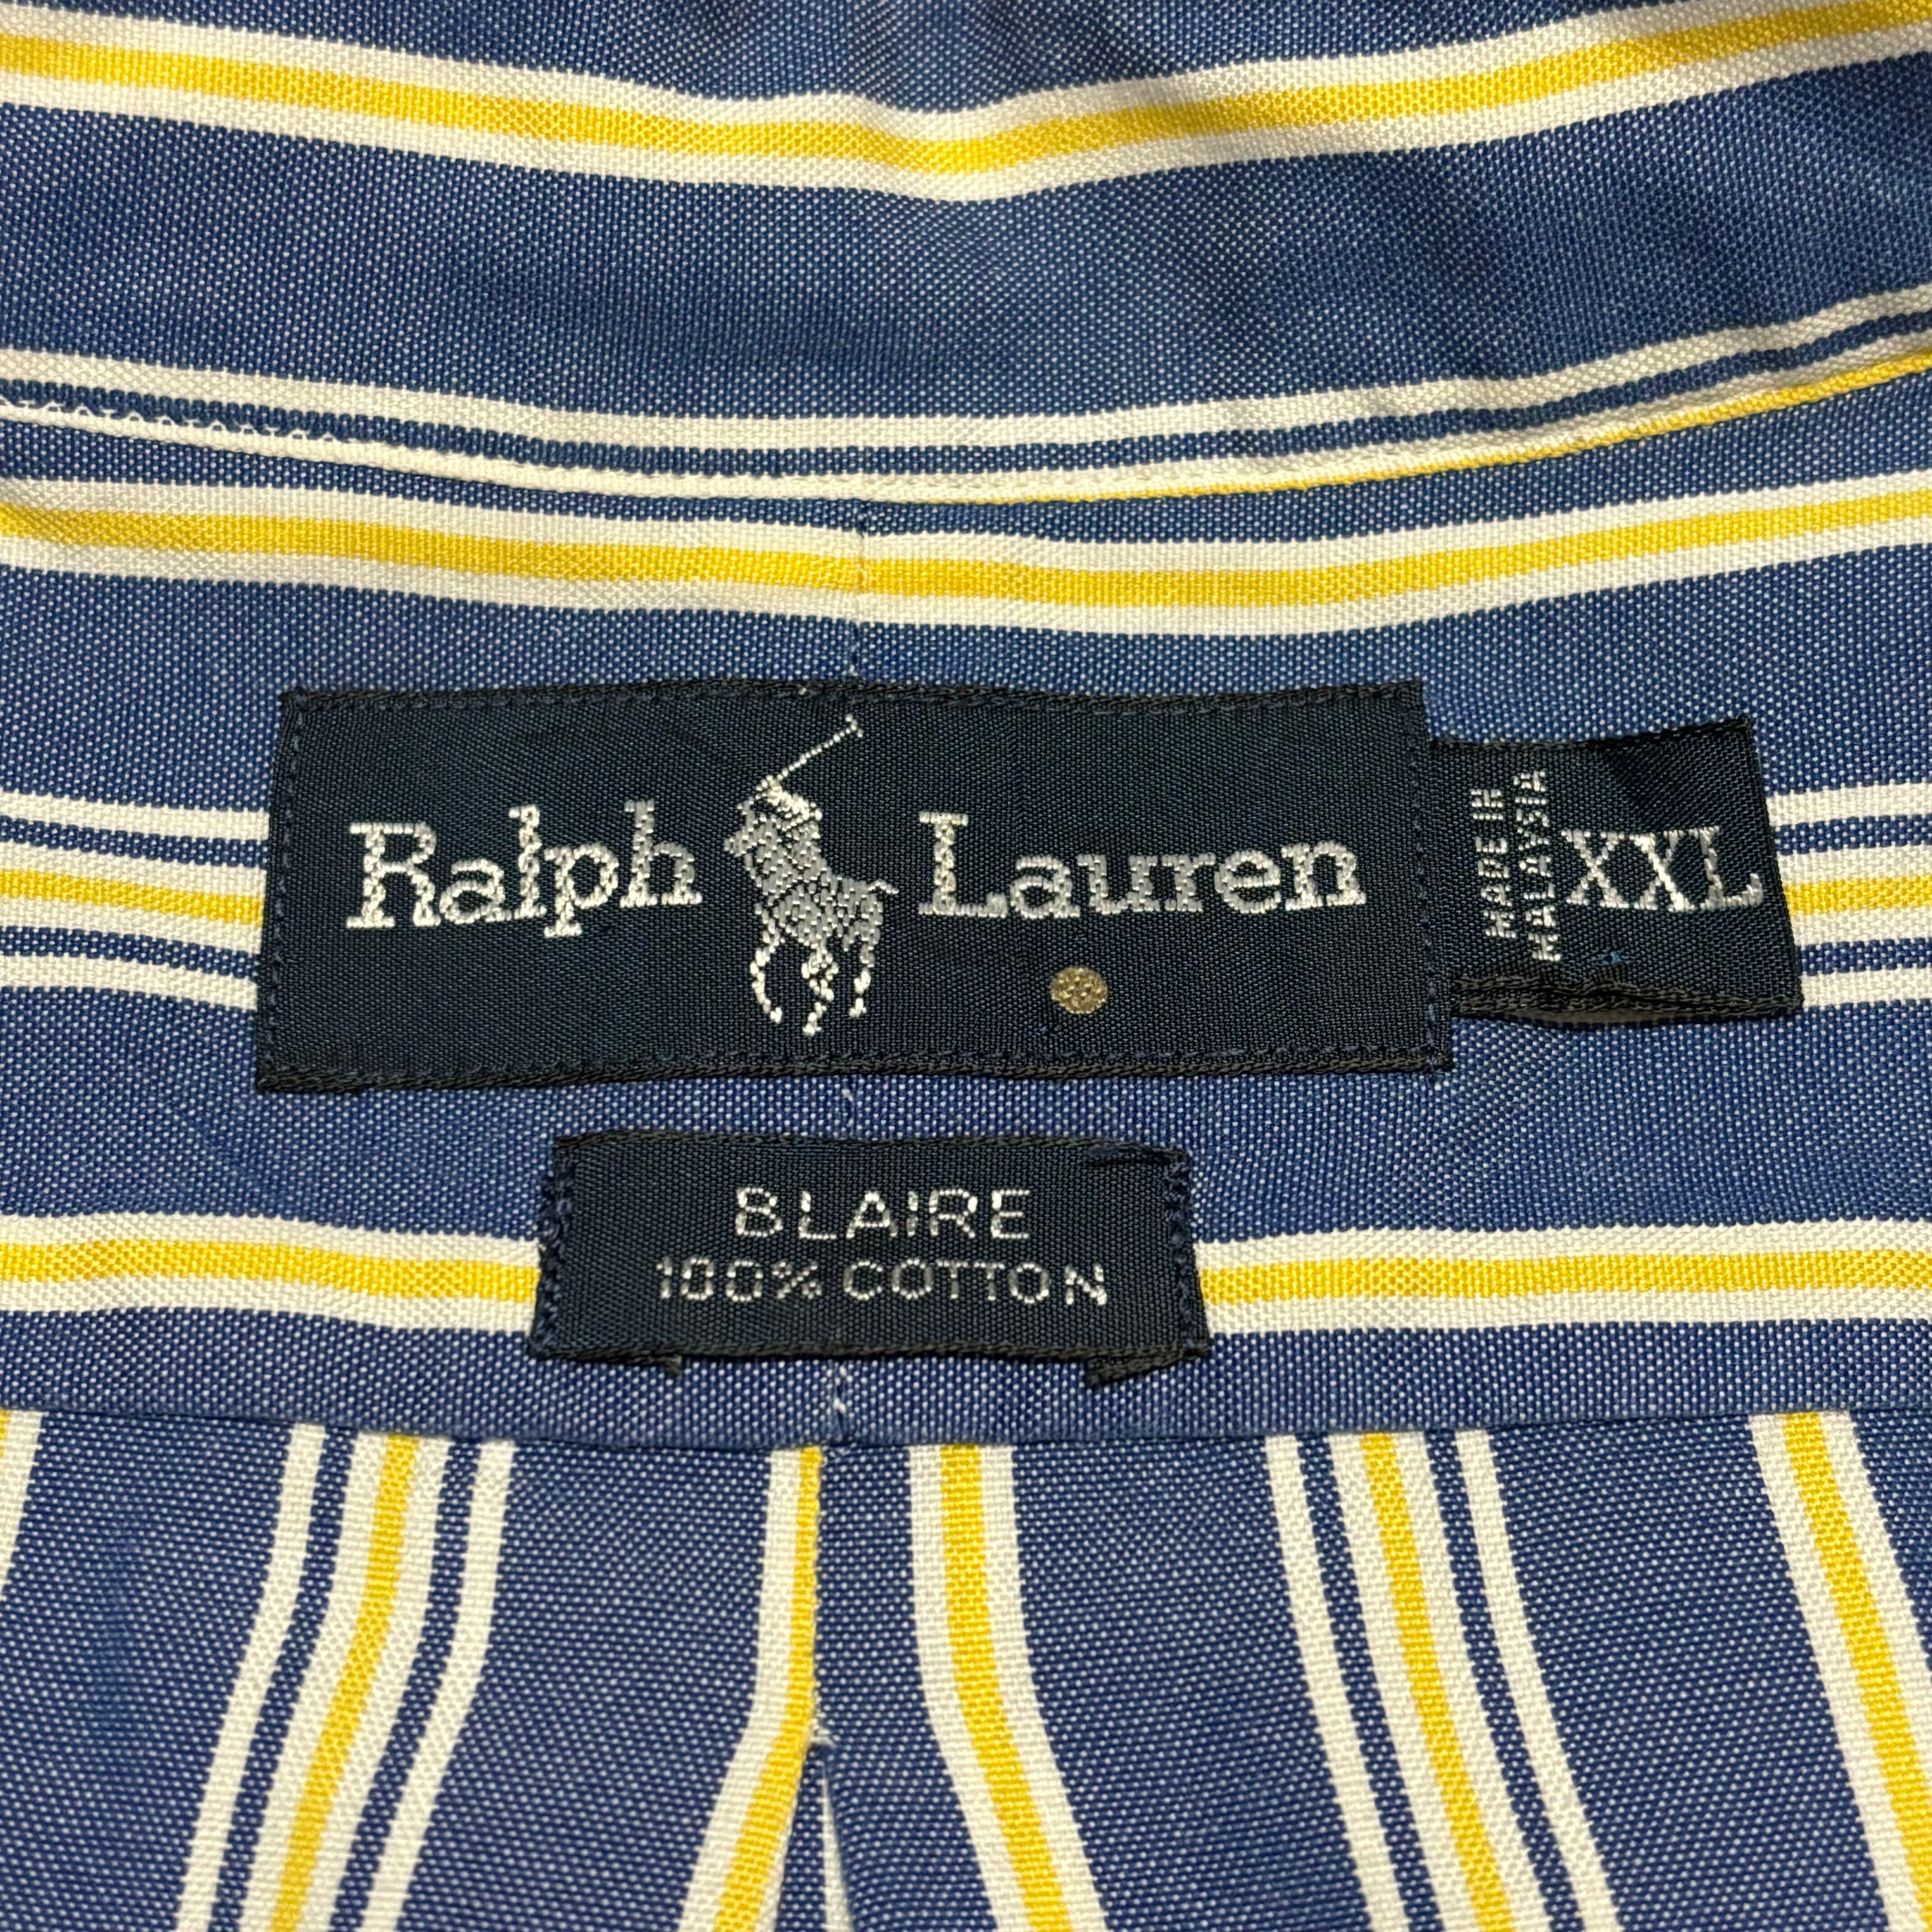 Ralph Lauren
MADE IN
MALAYSIA
XXL
BLAIRE
100% COTTON